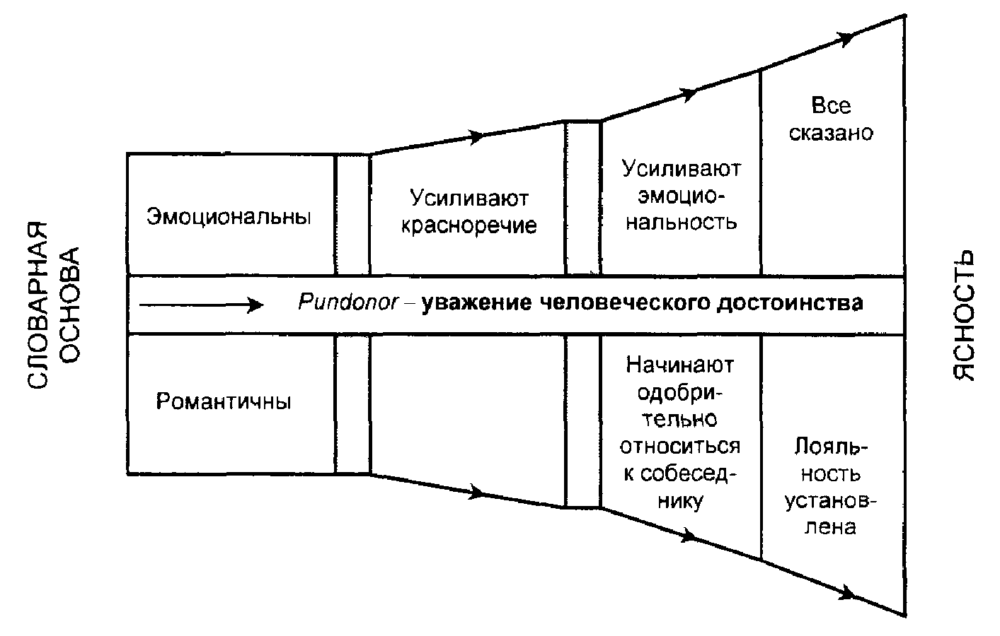 СЛОВАРНАЯ
ОСНОВА
Эмоциональны
Усиливают
красноречие
Усиливают
эмоцио-
нальность
Все
сказано
Pundonor – уважение человеческого достоинства
Романтичны
Начинают
одобри-
тельно
относиться
к собесед-
нику
Лояль-
ность
установ-
лена
ЯСНОСТЬ